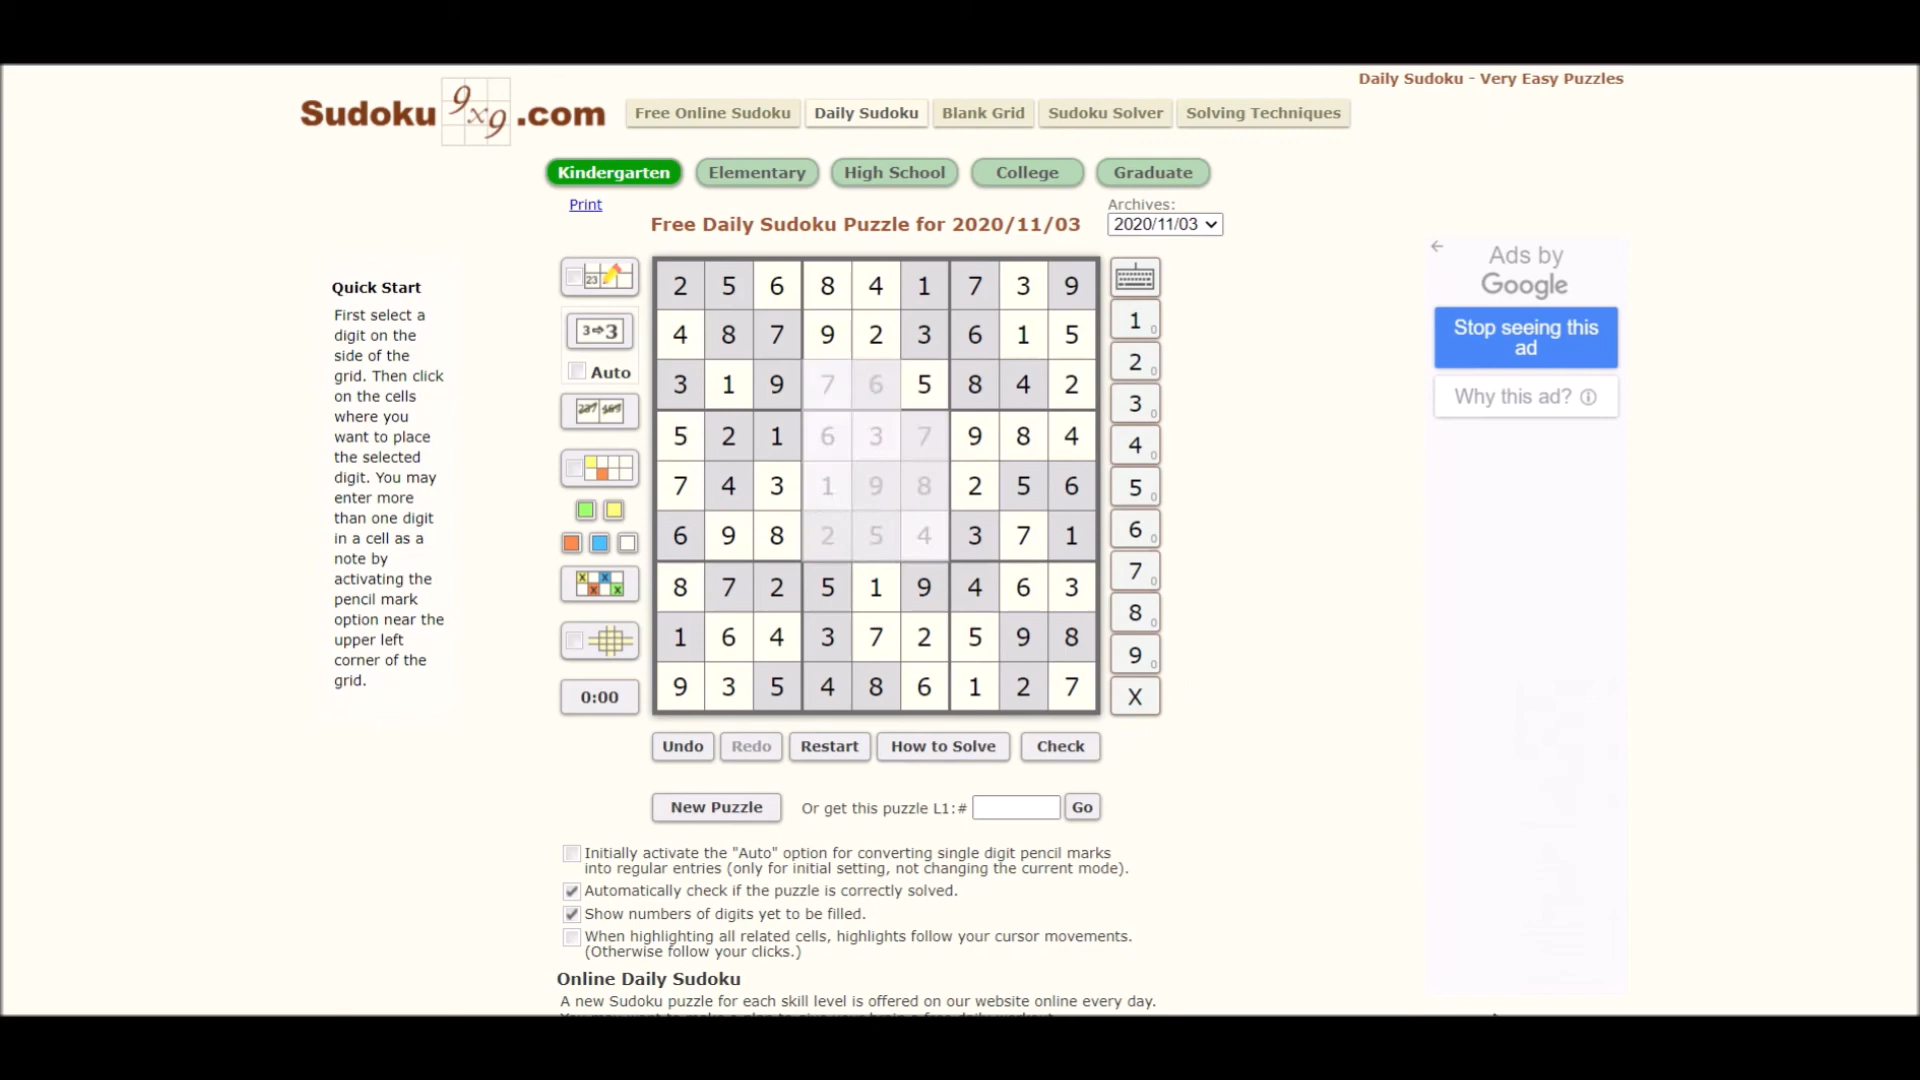 Daily Sudoku - Very Easy Puzzles
Sudoku 9x9 .com
Free Online Sudoku
Daily Sudoku
Blank Grid
Sudoku Solver
Solving Techniques
Kindergarten
Elementary
High School
College
Graduate
Print
Free Daily Sudoku Puzzle for 2020/11/03
Archives:
2020/11/03
Quick Start
First select a
digit on the
side of the
grid. Then click
on the cells
where you
want to place
the selected
digit. You may
enter more
than one digit
in a cell as a
note by
activating the
pencil mark
option near the
upper left
corner of the
grid.
23
3⇨3
Auto
0:00
2 5 6 8 4 1 7 3 9
4 8 7 9 2 3 6 1 5
3 1 9 7 6 5 8 4 2
5 2 1 6 3 7 9 8 4
7 4 3 1 9 8 2 5 6
6 9 8 2 5 4 3 7 1
8 7 2 5 1 9 4 6 3
1 6 4 3 7 2 5 9 8
9 3 5 4 8 6 1 2 7
1 0
2 0
3 0
4 0
5 0
6 0
7 0
8 0
9 0
X
Ads by
Google
Stop seeing this
ad
Why this ad?
Undo
Redo
Restart
How to Solve
Check
New Puzzle
Or get this puzzle L1:#
Go
Initially activate the "Auto" option for converting single digit pencil marks
into regular entries (only for initial setting, not changing the current mode).
Automatically check if the puzzle is correctly solved.
Show numbers of digits yet to be filled.
When highlighting all related cells, highlights follow your cursor movements.
(Otherwise follow your clicks.)
Online Daily Sudoku
A new Sudoku puzzle for each skill level is offered on our website online every day.